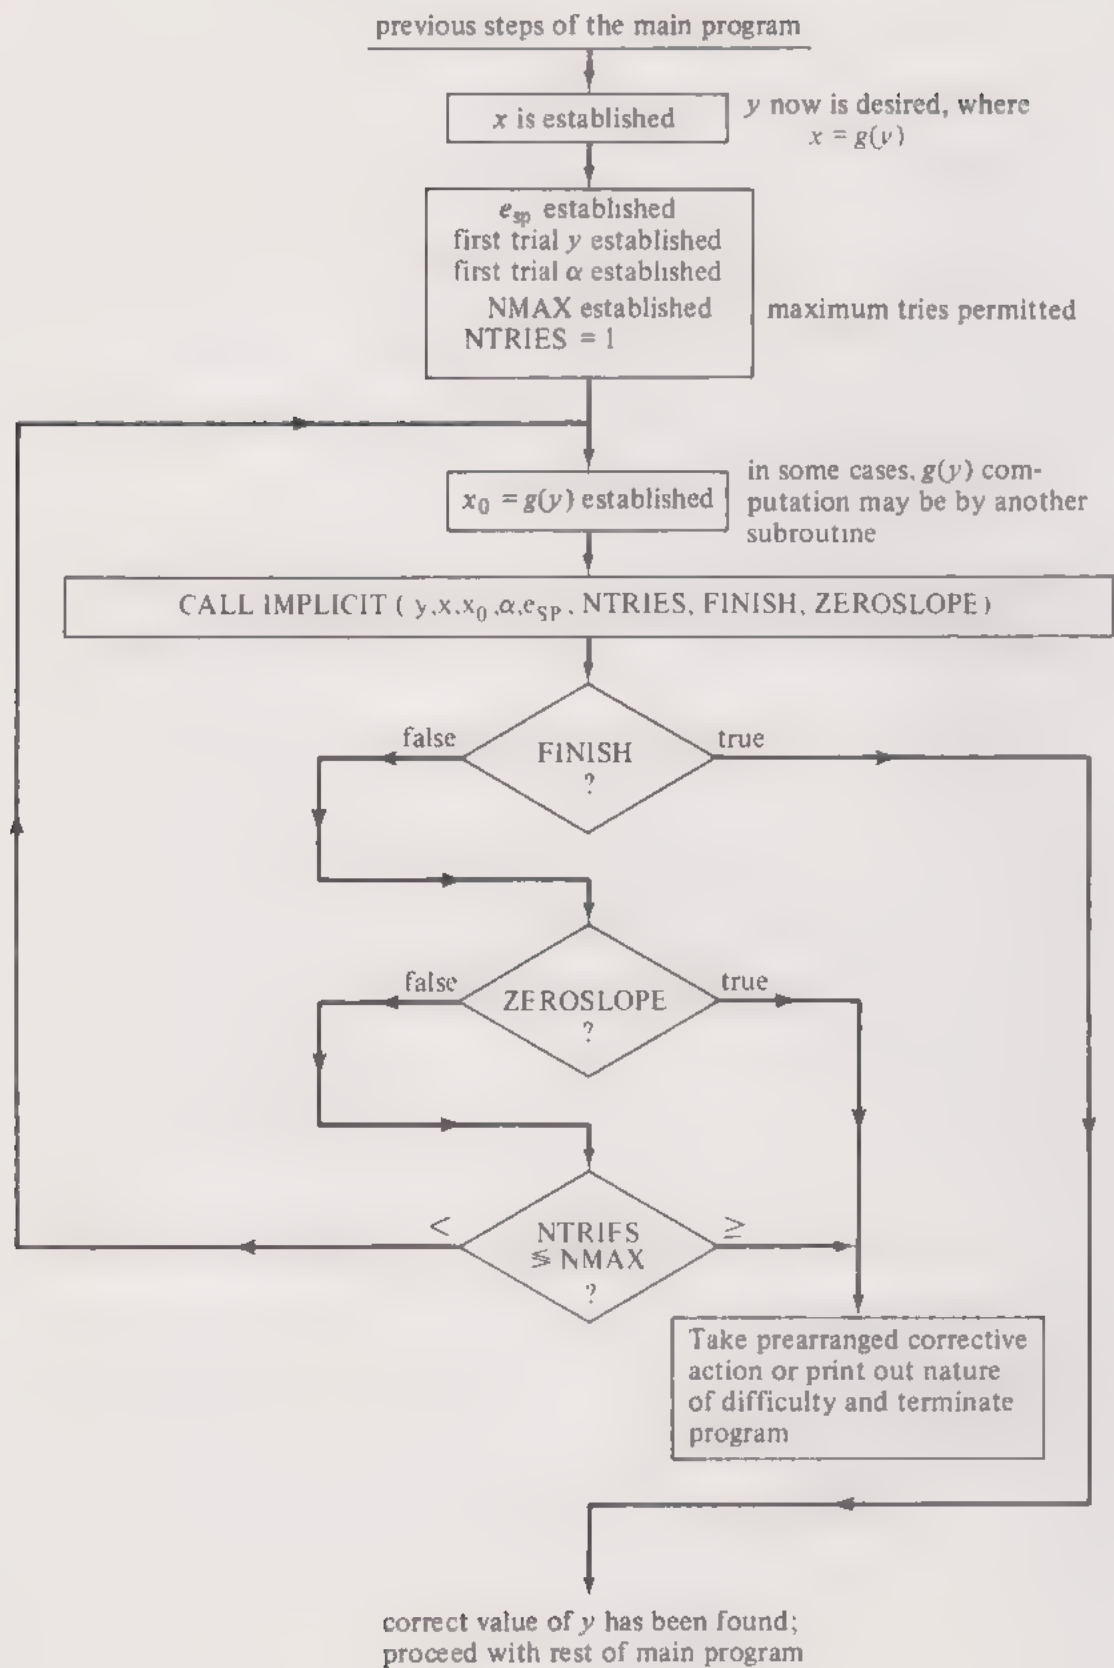 previous steps of the main program
x is established
y now is desired, where
x = g(y)
e_sp established
first trial y established
first trial α established
NMAX established
NTRIES = 1
maximum tries permitted
x_0 = g(y) established
in some cases, g(y) com-
putation may be by another
subroutine
CALL IMPLICIT ( y,x,x_0,α,e_SP, NTRIES, FINISH, ZEROSLOPE)
false
true
FINISH
?
false
true
ZEROSLOPE
?
<
≥
NTRIES
⋚ NMAX
?
Take prearranged corrective
action or print out nature
of difficulty and terminate
program
correct value of y has been found;
proceed with rest of main program